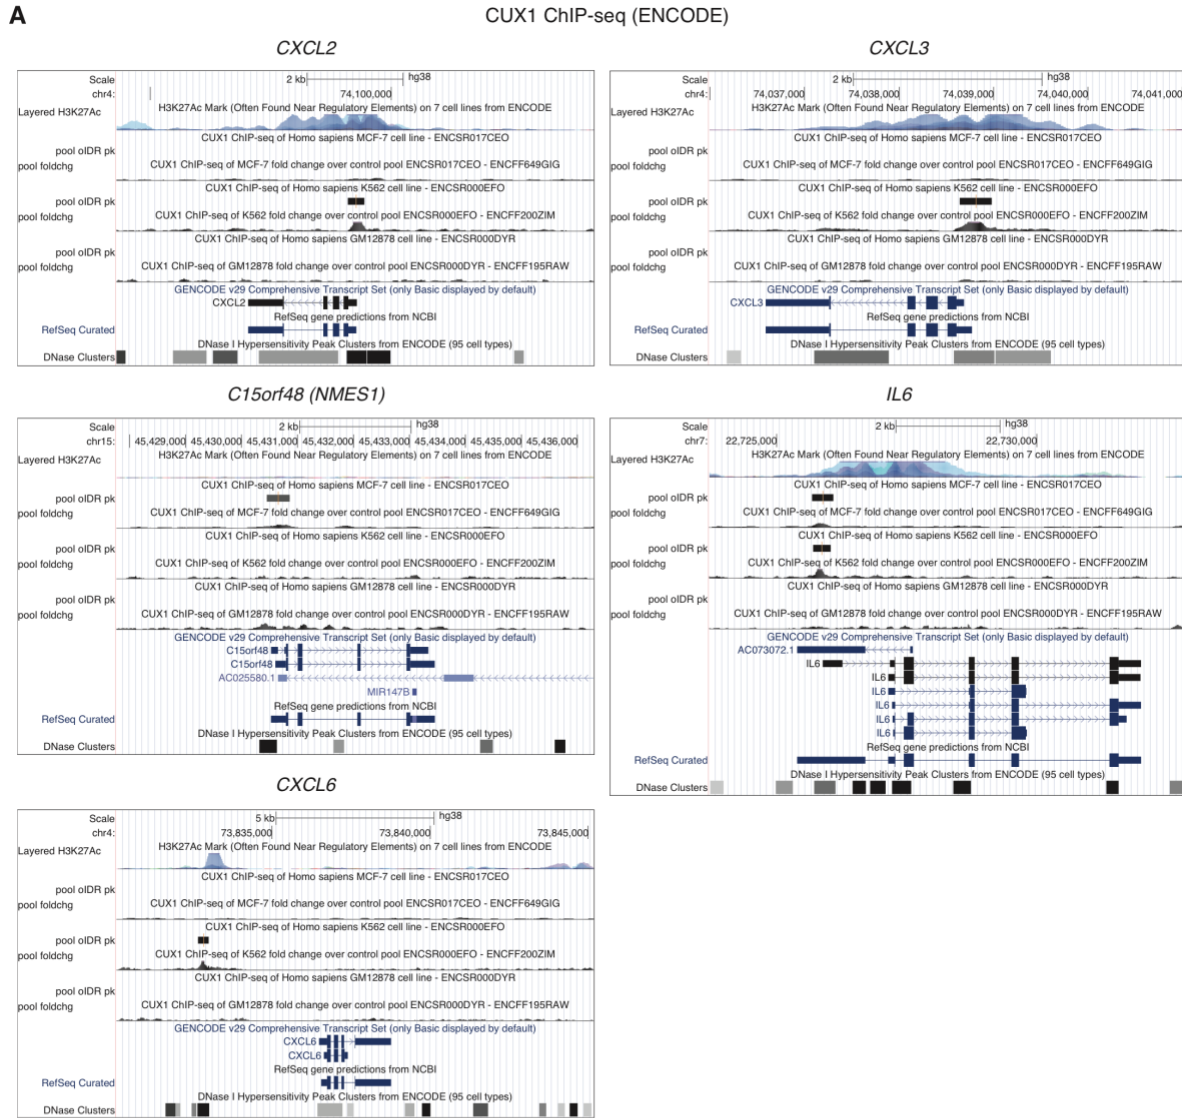 A
CUX1 ChIP-seq (ENCODE)
CXCL2
Scale 2 kb hg38
chr4: 74,100,000
H3K27Ac Mark (Often Found Near Regulatory Elements) on 7 cell lines from ENCODE
Layered H3K27Ac
CUX1 ChIP-seq of Homo sapiens MCF-7 cell line - ENCSR017CEO
pool oIDR pk
CUX1 ChIP-seq of MCF-7 fold change over control pool ENCSR017CEO - ENCFF649GIG
pool foldchg
CUX1 ChIP-seq of Homo sapiens K562 cell line - ENCSR000EFO
pool oIDR pk
CUX1 ChIP-seq of K562 fold change over control pool ENCSR000EFO - ENCFF200ZIM
pool foldchg
CUX1 ChIP-seq of Homo sapiens GM12878 cell line - ENCSR000DYR
pool oIDR pk
CUX1 ChIP-seq of GM12878 fold change over control pool ENCSR000DYR - ENCFF195RAW
pool foldchg
GENCODE v29 Comprehensive Transcript Set (only Basic displayed by default)
CXCL2
RefSeq gene predictions from NCBI
RefSeq Curated
DNase I Hypersensitivity Peak Clusters from ENCODE (95 cell types)
DNase Clusters
CXCL3
Scale 2 kb hg38
chr4: 74,037,000 74,038,000 74,039,000 74,040,000 74,041,000
H3K27Ac Mark (Often Found Near Regulatory Elements) on 7 cell lines from ENCODE
Layered H3K27Ac
CUX1 ChIP-seq of Homo sapiens MCF-7 cell line - ENCSR017CEO
pool oIDR pk
CUX1 ChIP-seq of MCF-7 fold change over control pool ENCSR017CEO - ENCFF649GIG
pool foldchg
CUX1 ChIP-seq of Homo sapiens K562 cell line - ENCSR000EFO
pool oIDR pk
CUX1 ChIP-seq of K562 fold change over control pool ENCSR000EFO - ENCFF200ZIM
pool foldchg
CUX1 ChIP-seq of Homo sapiens GM12878 cell line - ENCSR000DYR
pool oIDR pk
CUX1 ChIP-seq of GM12878 fold change over control pool ENCSR000DYR - ENCFF195RAW
pool foldchg
GENCODE v29 Comprehensive Transcript Set (only Basic displayed by default)
CXCL3
RefSeq gene predictions from NCBI
RefSeq Curated
DNase I Hypersensitivity Peak Clusters from ENCODE (95 cell types)
DNase Clusters
C15orf48 (NMES1)
Scale 2 kb hg38
chr15: 45,429,000 45,430,000 45,431,000 45,432,000 45,433,000 45,434,000 45,435,000 45,436,000
H3K27Ac Mark (Often Found Near Regulatory Elements) on 7 cell lines from ENCODE
Layered H3K27Ac
CUX1 ChIP-seq of Homo sapiens MCF-7 cell line - ENCSR017CEO
pool oIDR pk
CUX1 ChIP-seq of MCF-7 fold change over control pool ENCSR017CEO - ENCFF649GIG
pool foldchg
CUX1 ChIP-seq of Homo sapiens K562 cell line - ENCSR000EFO
pool oIDR pk
CUX1 ChIP-seq of K562 fold change over control pool ENCSR000EFO - ENCFF200ZIM
pool foldchg
CUX1 ChIP-seq of Homo sapiens GM12878 cell line - ENCSR000DYR
pool oIDR pk
CUX1 ChIP-seq of GM12878 fold change over control pool ENCSR000DYR - ENCFF195RAW
pool foldchg
GENCODE v29 Comprehensive Transcript Set (only Basic displayed by default)
C15orf48
C15orf48
AC025580.1
MIR147B
RefSeq gene predictions from NCBI
RefSeq Curated
DNase I Hypersensitivity Peak Clusters from ENCODE (95 cell types)
DNase Clusters
IL6
Scale 2 kb hg38
chr7: 22,725,000 22,730,000
H3K27Ac Mark (Often Found Near Regulatory Elements) on 7 cell lines from ENCODE
Layered H3K27Ac
CUX1 ChIP-seq of Homo sapiens MCF-7 cell line - ENCSR017CEO
pool oIDR pk
CUX1 ChIP-seq of MCF-7 fold change over control pool ENCSR017CEO - ENCFF649GIG
pool foldchg
CUX1 ChIP-seq of Homo sapiens K562 cell line - ENCSR000EFO
pool oIDR pk
CUX1 ChIP-seq of K562 fold change over control pool ENCSR000EFO - ENCFF200ZIM
pool foldchg
CUX1 ChIP-seq of Homo sapiens GM12878 cell line - ENCSR000DYR
pool oIDR pk
CUX1 ChIP-seq of GM12878 fold change over control pool ENCSR000DYR - ENCFF195RAW
pool foldchg
GENCODE v29 Comprehensive Transcript Set (only Basic displayed by default)
AC073072.1
IL6
IL6
IL6
IL6
IL6
IL6
RefSeq gene predictions from NCBI
RefSeq Curated
DNase I Hypersensitivity Peak Clusters from ENCODE (95 cell types)
DNase Clusters
CXCL6
Scale 5 kb hg38
chr4: 73,835,000 73,840,000 73,845,000
H3K27Ac Mark (Often Found Near Regulatory Elements) on 7 cell lines from ENCODE
Layered H3K27Ac
CUX1 ChIP-seq of Homo sapiens MCF-7 cell line - ENCSR017CEO
pool oIDR pk
CUX1 ChIP-seq of MCF-7 fold change over control pool ENCSR017CEO - ENCFF649GIG
pool foldchg
CUX1 ChIP-seq of Homo sapiens K562 cell line - ENCSR000EFO
pool oIDR pk
CUX1 ChIP-seq of K562 fold change over control pool ENCSR000EFO - ENCFF200ZIM
pool foldchg
CUX1 ChIP-seq of Homo sapiens GM12878 cell line - ENCSR000DYR
pool oIDR pk
CUX1 ChIP-seq of GM12878 fold change over control pool ENCSR000DYR - ENCFF195RAW
pool foldchg
GENCODE v29 Comprehensive Transcript Set (only Basic displayed by default)
CXCL6
CXCL6
RefSeq gene predictions from NCBI
RefSeq Curated
DNase I Hypersensitivity Peak Clusters from ENCODE (95 cell types)
DNase Clusters